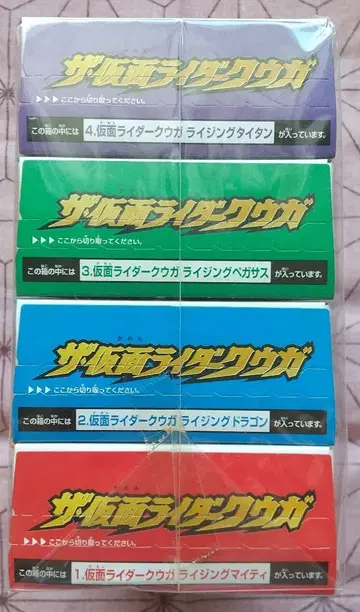 ザ・仮面ライダークウガ
▶▶▶ここから切り取ってください。
この箱の中には 4.仮面ライダークウガ ライジングタイタン が入っています。
ザ・仮面ライダークウガ
▶▶▶ここから切り取ってください。
この箱の中には 3.仮面ライダークウガ ライジングペガサス が入っています。
ザ・仮面ライダークウガ
▶▶▶ここから切り取ってください。
この箱の中には 2.仮面ライダークウガ ライジングドラゴン が入っています。
ザ・仮面ライダークウガ
▶▶▶ここから切り取ってください。
この箱の中には 1.仮面ライダークウガ ライジングマイティ が入っています。